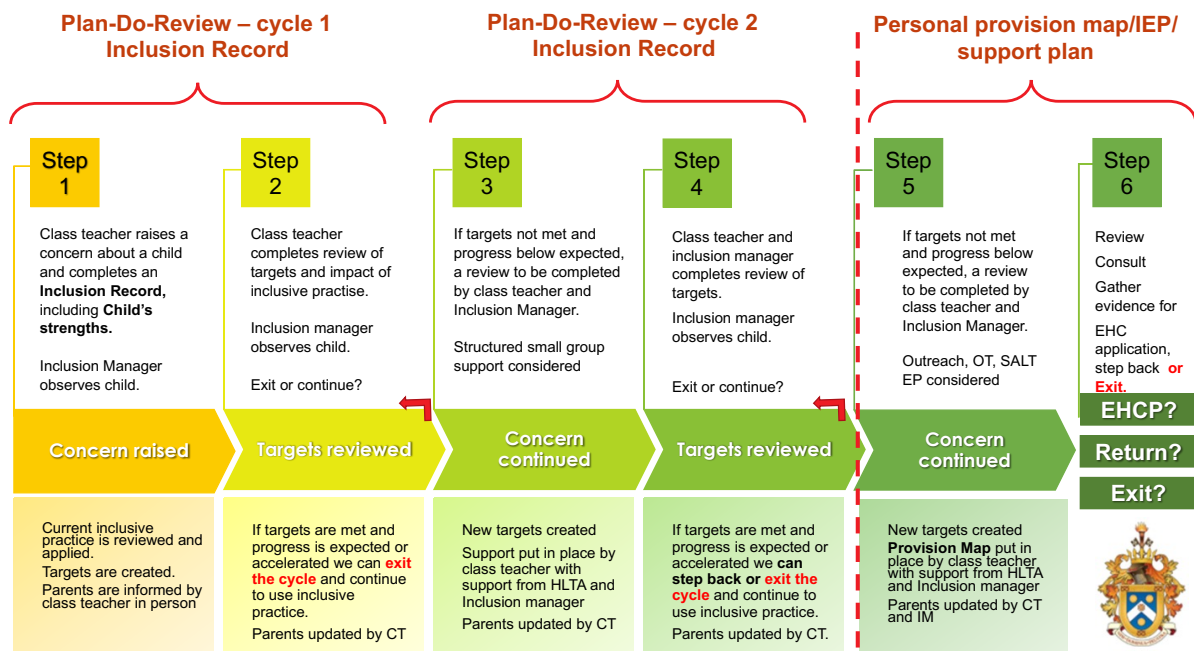 Plan-Do-Review – cycle 1
Inclusion Record
Plan-Do-Review – cycle 2
Inclusion Record
Personal provision map/IEP/
support plan
Step
1
Class teacher raises a
concern about a child
and completes an
Inclusion Record,
including Child’s
strengths.
Inclusion Manager
observes child.
Step
2
Class teacher
completes review of
targets and impact of
inclusive practise.
Inclusion manager
observes child.
Exit or continue?
Step
3
If targets not met and
progress below expected,
a review to be completed
by class teacher and
Inclusion Manager.
Structured small group
support considered
Step
4
Class teacher and
inclusion manager
completes review of
targets.
Inclusion manager
observes child.
Exit or continue?
Step
5
If targets not met
and progress below
expected, a review
to be completed by
class teacher and
Inclusion Manager.
Outreach, OT, SALT
EP considered
Step
6
Review
Consult
Gather
evidence for
EHC
application,
step back or
Exit.
Concern raised
Targets reviewed
Concern
continued
Targets reviewed
Concern
continued
EHCP?
Return?
Exit?
Current inclusive
practice is reviewed and
applied.
Targets are created.
Parents are informed by
class teacher in person
If targets are met and
progress is expected or
accelerated we can exit
the cycle and continue
to use inclusive
practice.
Parents updated by CT
New targets created
Support put in place by
class teacher with
support from HLTA and
Inclusion manager
Parents updated by CT
If targets are met and
progress is expected or
accelerated we can
step back or exit the
cycle and continue to
use inclusive practice.
Parents updated by CT.
New targets created
Provision Map put in
place by class teacher
with support from HLTA
and Inclusion manager
Parents updated by CT
and IM